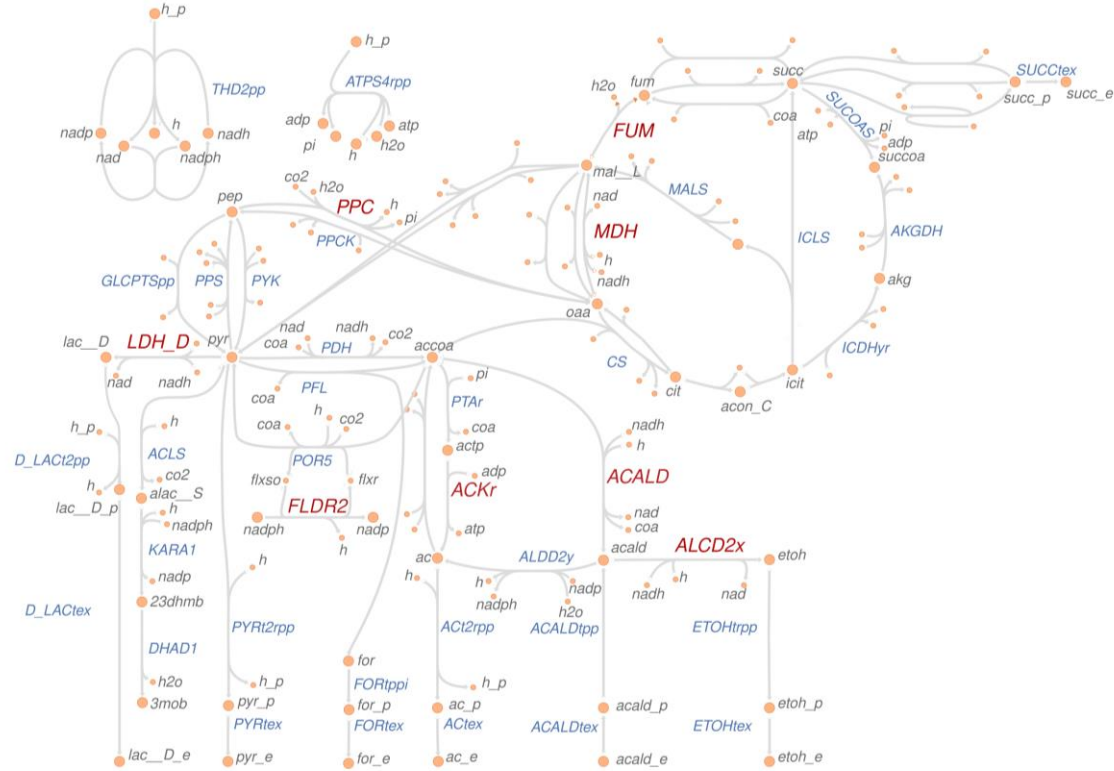 h_p
h_p
THD2pp
ATPS4rpp
nadp
h
nadh
nad
nadph
adp
pi
h
h2o
atp
h2o
fum
succ
SUCCtex
succ_p
succ_e
FUM
coa
atp
SUCOAS
pi
adp
succoa
mal__L
MALS
ICLS
AKGDH
akg
pep
co2
h2o
PPC
h
pi
PPCK
nad
MDH
h
nadh
oaa
GLCPTSpp
PPS
PYK
lac__D
LDH_D
pyr
nad
nadh
nad
coa
PDH
nadh
co2
accoa
CS
cit
acon_C
icit
ICDHyr
coa
PFL
PTAr
pi
coa
actp
h_p
D_LACt2pp
h
lac__D_p
h
ACLS
co2
alac__S
h
nadph
KARA1
nadp
23dhmb
coa
h
co2
POR5
flxso
flxr
FLDR2
nadph
nadp
h
adp
ACKr
atp
ac
nadh
h
ACALD
nad
coa
acald
ALDD2y
h
nadph
nadp
h2o
ALCD2x
nadh
h
nad
etoh
D_LACtex
DHAD1
h2o
3mob
h
PYRt2rpp
h_p
pyr_p
PYRtex
for
FORtppi
for_p
FORtex
h
ACt2rpp
h_p
ac_p
ACtex
ACALDtpp
acald_p
ACALDtex
ETOHtrpp
etoh_p
ETOHtex
lac__D_e
pyr_e
for_e
ac_e
acald_e
etoh_e